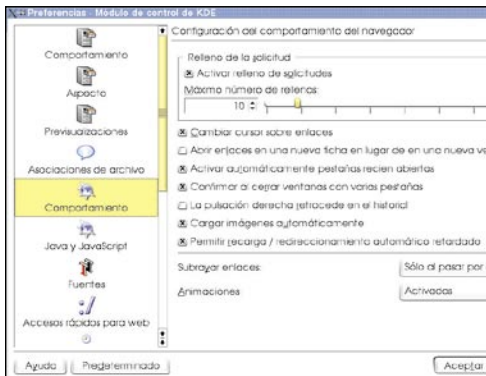 Preferencias - Módulo de control de KDE
Comportamiento
Aspecto
Previsualizaciones
Asociaciones de archivo
Comportamiento
Java y JavaScript
Fuentes
Accesos rápidos para web
Configuración del comportamiento del navegador
Relleno de la solicitud
Activar relleno de solicitudes
Máximo número de rellenos:
10
Cambiar cursor sobre enlaces
Abrir enlaces en una nueva ficha en lugar de en una nueva ve
Activar automáticamente pestañas recien abiertas
Confirmar al cerrar ventanas con varias pestañas
La pulsación derecha retrocede en el historial
Cargar imágenes automáticamente
Permitir recarga / redireccionamiento automático retardado
Subrayar enlaces:
Sólo al pasar por
Animaciones
Activadas
Ayuda
Predeterminado
Aceptar